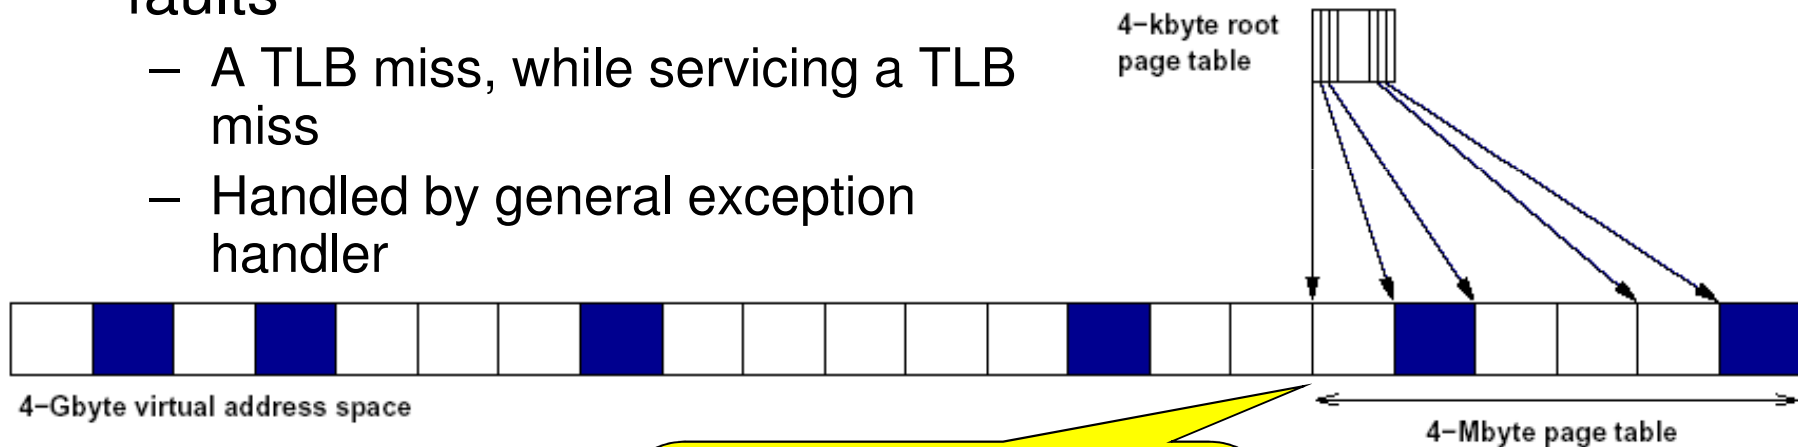 faults
– A TLB miss, while servicing a TLB
miss
– Handled by general exception
handler
4-kbyte root
page table
4-Gbyte virtual address space
4-Mbyte page table